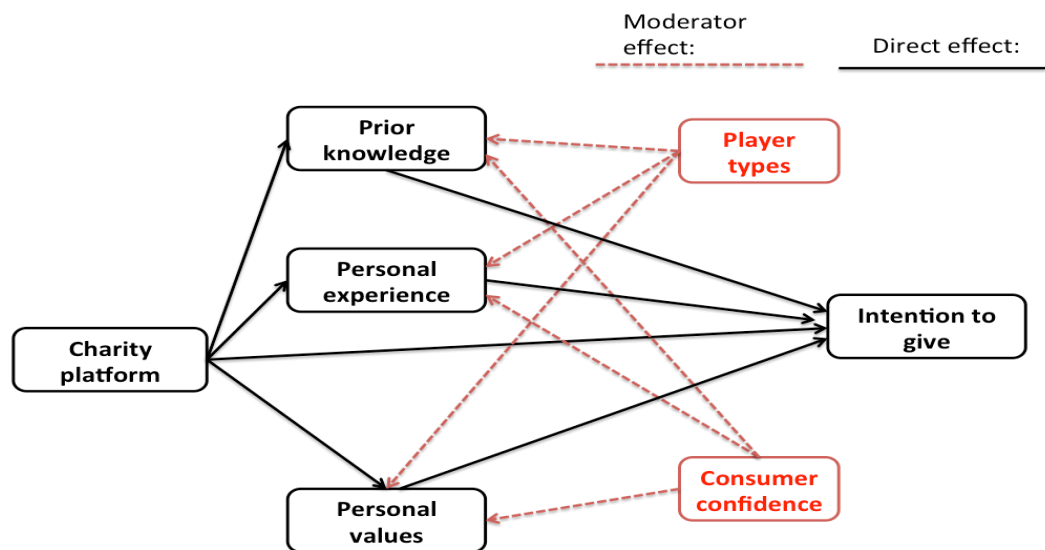 Moderator
effect:
Direct effect:
Prior
knowledge
Player
types
Personal
experience
Intention to
give
Charity
platform
Consumer
confidence
Personal
values